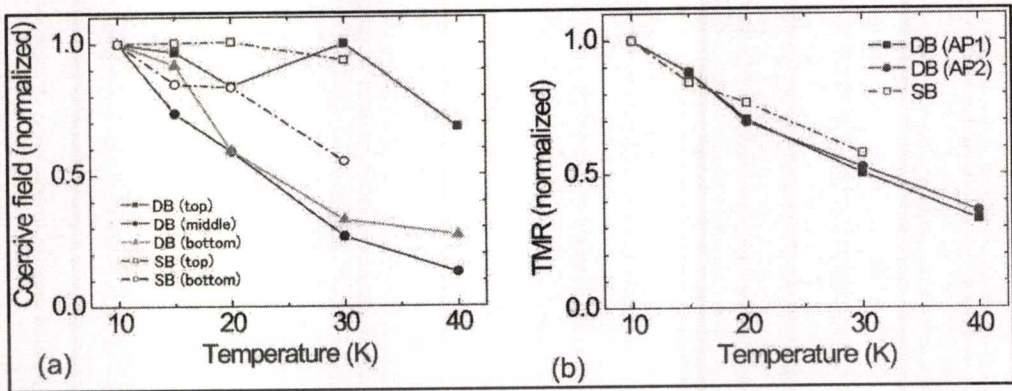 Coercive field (normalized)
1.0
0.5
0.0
DB (top)
DB (middle)
DB (bottom)
SB (top)
SB (bottom)
10 20 30 40
Temperature (K)
(a)
TMR (normalized)
1.0
0.5
0.0
DB (AP1)
DB (AP2)
SB
10 20 30 40
Temperature (K)
(b)